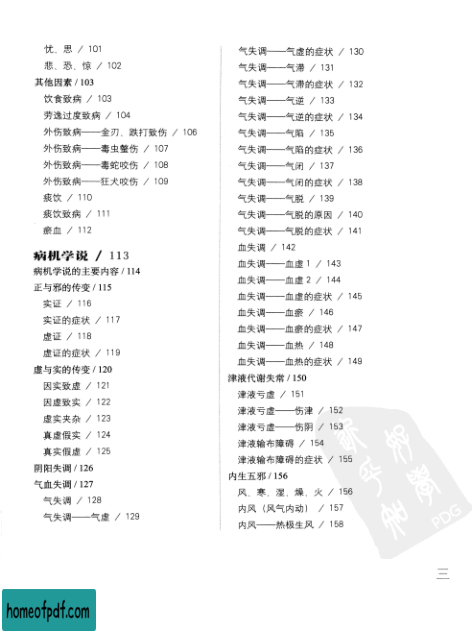 忧、思 / 101
悲、恐、惊 / 102
其他因素 / 103
饮食致病 / 103
劳逸过度致病 / 104
外伤致病——金刃、跌打致伤 / 106
外伤致病——毒虫螫伤 / 107
外伤致病——毒蛇咬伤 / 108
外伤致病——狂犬咬伤 / 109
痰饮 / 110
痰饮致病 / 111
瘀血 / 112
病机学说 / 113
病机学说的主要内容 / 114
正与邪的传变 / 115
实证 / 116
实证的症状 / 117
虚证 / 118
虚证的症状 / 119
虚与实的传变 / 120
因实致虚 / 121
因虚致实 / 122
虚实夹杂 / 123
真虚假实 / 124
真实假虚 / 125
阴阳失调 / 126
气血失调 / 127
气失调 / 128
气失调——气虚 / 129
气失调——气虚的症状 / 130
气失调——气滞 / 131
气失调——气滞的症状 / 132
气失调——气逆 / 133
气失调——气逆的症状 / 134
气失调——气陷 / 135
气失调——气陷的症状 / 136
气失调——气闭 / 137
气失调——气闭的症状 / 138
气失调——气脱 / 139
气失调——气脱的原因 / 140
气失调——气脱的症状 / 141
血失调 / 142
血失调——血虚 1 / 143
血失调——血虚 2 / 144
血失调——血虚的症状 / 145
血失调——血瘀 / 146
血失调——血瘀的症状 / 147
血失调——血热 / 148
血失调——血热的症状 / 149
津液代谢失常 / 150
津液亏虚 / 151
津液亏虚——伤津 / 152
津液亏虚——伤阴 / 153
津液输布障碍 / 154
津液输布障碍的症状 / 155
内生五邪 / 156
风、寒、湿、燥、火 / 156
内风（风气内动） / 157
内风——热极生风 / 158
PDG
三
homeofpdf.com